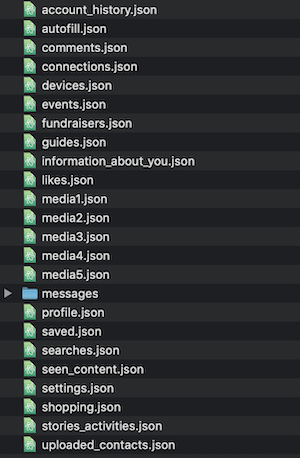 account_history.json
autofill.json
comments.json
connections.json
devices.json
events.json
fundraisers.json
guides.json
information_about_you.json
likes.json
media1.json
media2.json
media3.json
media4.json
media5.json
messages
profile.json
saved.json
searches.json
seen_content.json
settings.json
shopping.json
stories_activities.json
uploaded_contacts.json